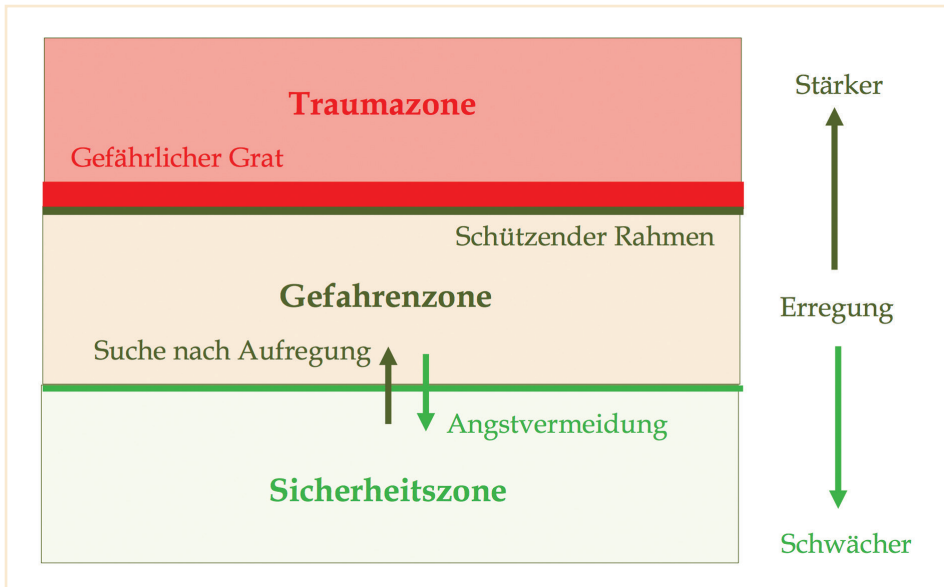 Traumazone
Gefährlicher Grat
Schützender Rahmen
Gefahrenzone
Suche nach Aufregung
Angstvermeidung
Sicherheitszone
Stärker
Erregung
Schwächer